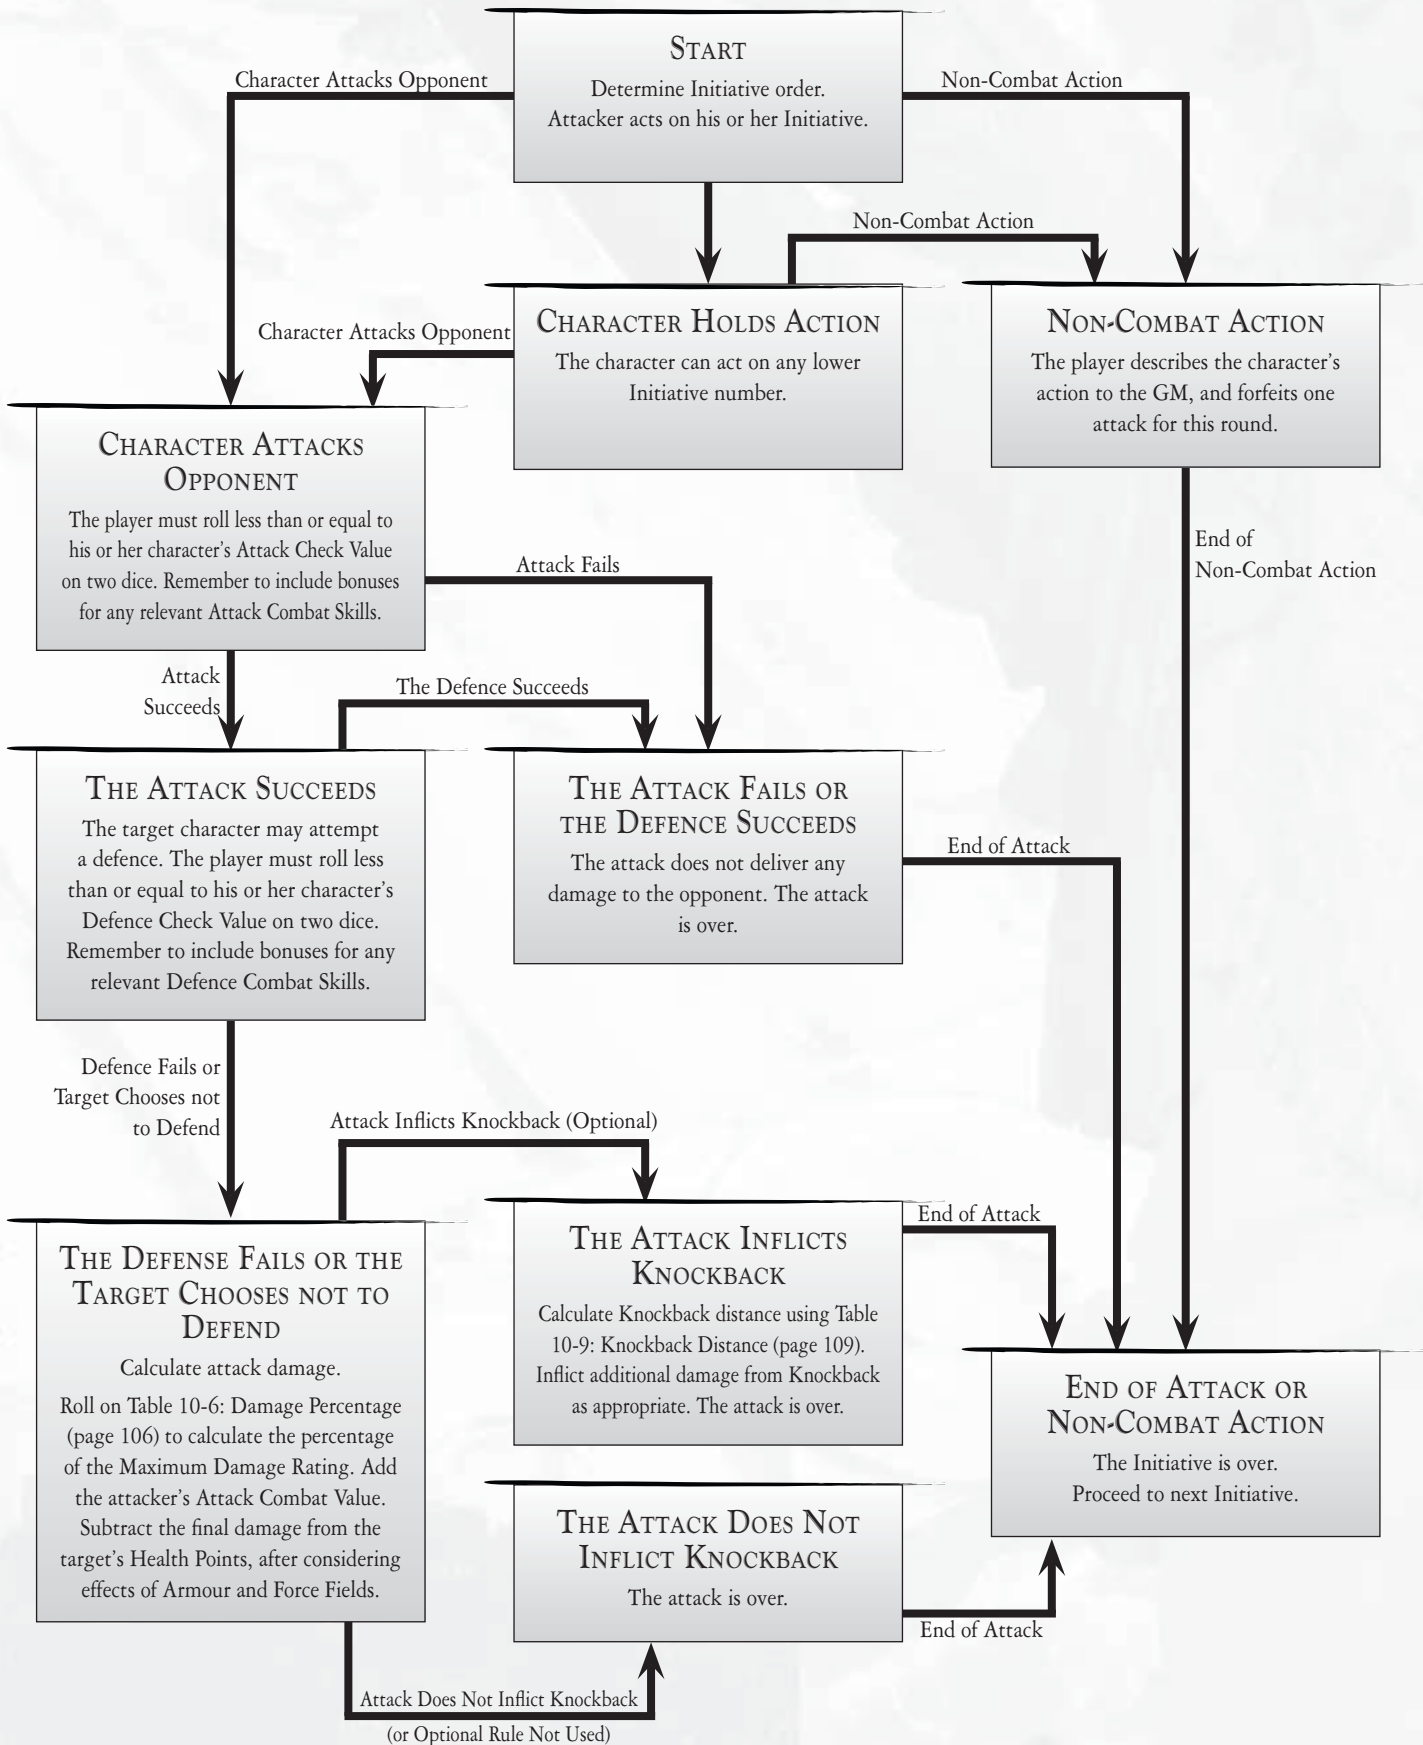 START
Determine Initiative order.
Attacker acts on his or her Initiative.
Character Attacks Opponent
Non-Combat Action
Non-Combat Action
Character Attacks Opponent
CHARACTER HOLDS ACTION
The character can act on any lower
Initiative number.
NON-COMBAT ACTION
The player describes the character's
action to the GM, and forfeits one
attack for this round.
CHARACTER ATTACKS
OPPONENT
The player must roll less than or equal to
his or her character's Attack Check Value
on two dice. Remember to include bonuses
for any relevant Attack Combat Skills.
Attack Fails
End of
Non-Combat Action
Attack
Succeeds
The Defence Succeeds
THE ATTACK SUCCEEDS
The target character may attempt
a defence. The player must roll less
than or equal to his or her character's
Defence Check Value on two dice.
Remember to include bonuses for any
relevant Defence Combat Skills.
THE ATTACK FAILS OR
THE DEFENCE SUCCEEDS
The attack does not deliver any
damage to the opponent. The attack
is over.
End of Attack
Defence Fails or
Target Chooses not
to Defend
Attack Inflicts Knockback (Optional)
THE DEFENSE FAILS OR THE
TARGET CHOOSES NOT TO
DEFEND
Calculate attack damage.
Roll on Table 10-6: Damage Percentage
(page 106) to calculate the percentage
of the Maximum Damage Rating. Add
the attacker's Attack Combat Value.
Subtract the final damage from the
target's Health Points, after considering
effects of Armour and Force Fields.
THE ATTACK INFLICTS
KNOCKBACK
Calculate Knockback distance using Table
10-9: Knockback Distance (page 109).
Inflict additional damage from Knockback
as appropriate. The attack is over.
End of Attack
END OF ATTACK OR
NON-COMBAT ACTION
The Initiative is over.
Proceed to next Initiative.
THE ATTACK DOES NOT
INFLICT KNOCKBACK
The attack is over.
End of Attack
Attack Does Not Inflict Knockback
(or Optional Rule Not Used)